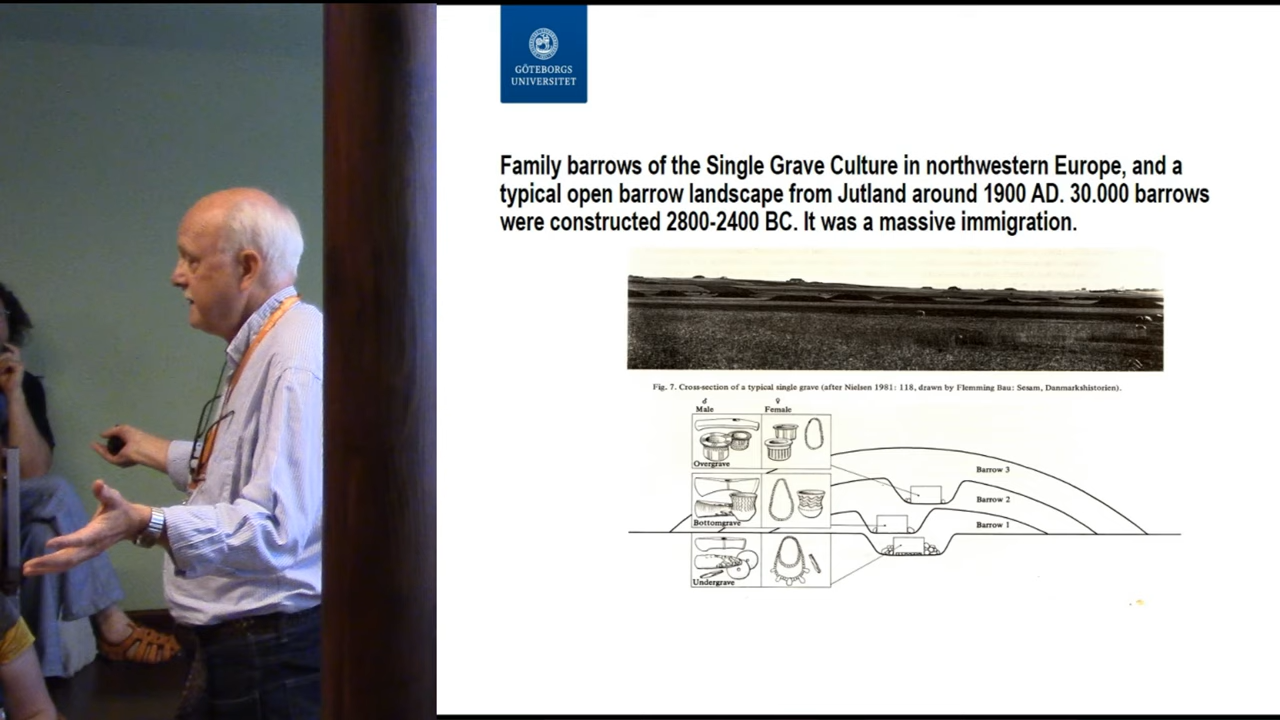 GÖTEBORGS
UNIVERSITET
Family barrows of the Single Grave Culture in northwestern Europe, and a
typical open barrow landscape from Jutland around 1900 AD. 30.000 barrows
were constructed 2800-2400 BC. It was a massive immigration.
Fig. 7. Cross-section of a typical single grave (after Nielsen 1981: 118, drawn by Flemming Bau: Sesam, Danmarkshistorien).
♂ ♀
Male Female
Overgrave
Bottomgrave
Undergrave
Barrow 3
Barrow 2
Barrow 1